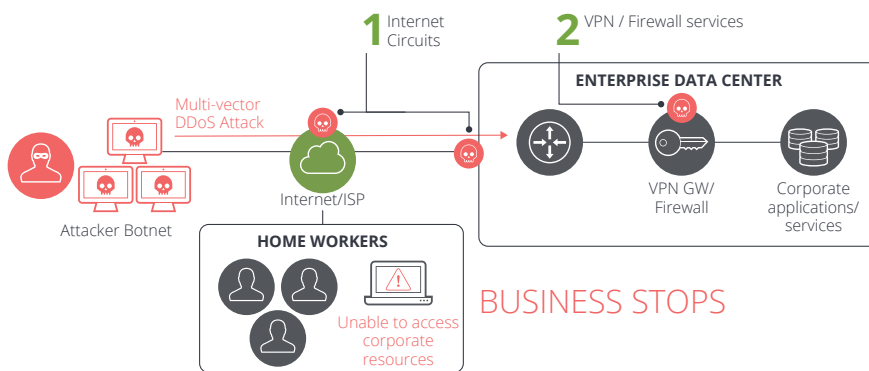 1 Internet
Circuits
2 VPN / Firewall services
ENTERPRISE DATA CENTER
Multi-vector
DDoS Attack
Attacker Botnet
Internet/ISP
VPN GW/
Firewall
Corporate
applications/
services
HOME WORKERS
Unable to access
corporate
resources
BUSINESS STOPS